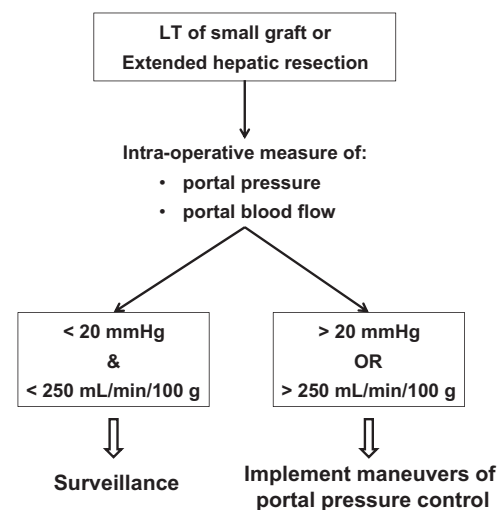 LT of small graft or
Extended hepatic resection
Intra-operative measure of:
• portal pressure
• portal blood flow
< 20 mmHg
&
< 250 mL/min/100 g
> 20 mmHg
OR
> 250 mL/min/100 g
Surveillance
Implement maneuvers of
portal pressure control